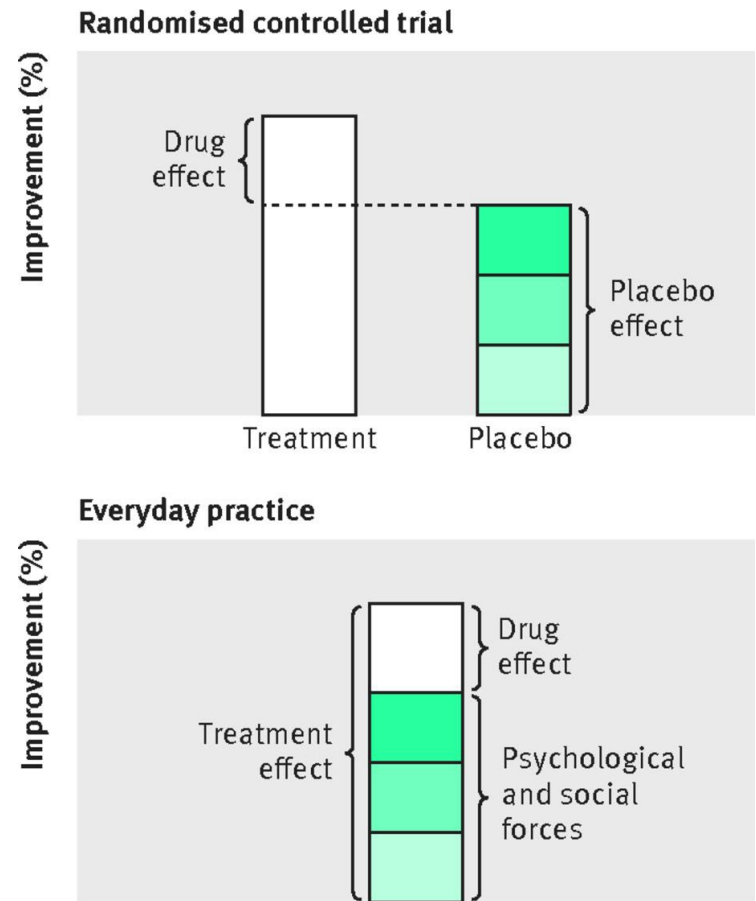 Randomised controlled trial
Improvement (%)
Drug
effect
Placebo
effect
Treatment
Placebo
Everyday practice
Improvement (%)
Drug
effect
Treatment
effect
Psychological
and social
forces